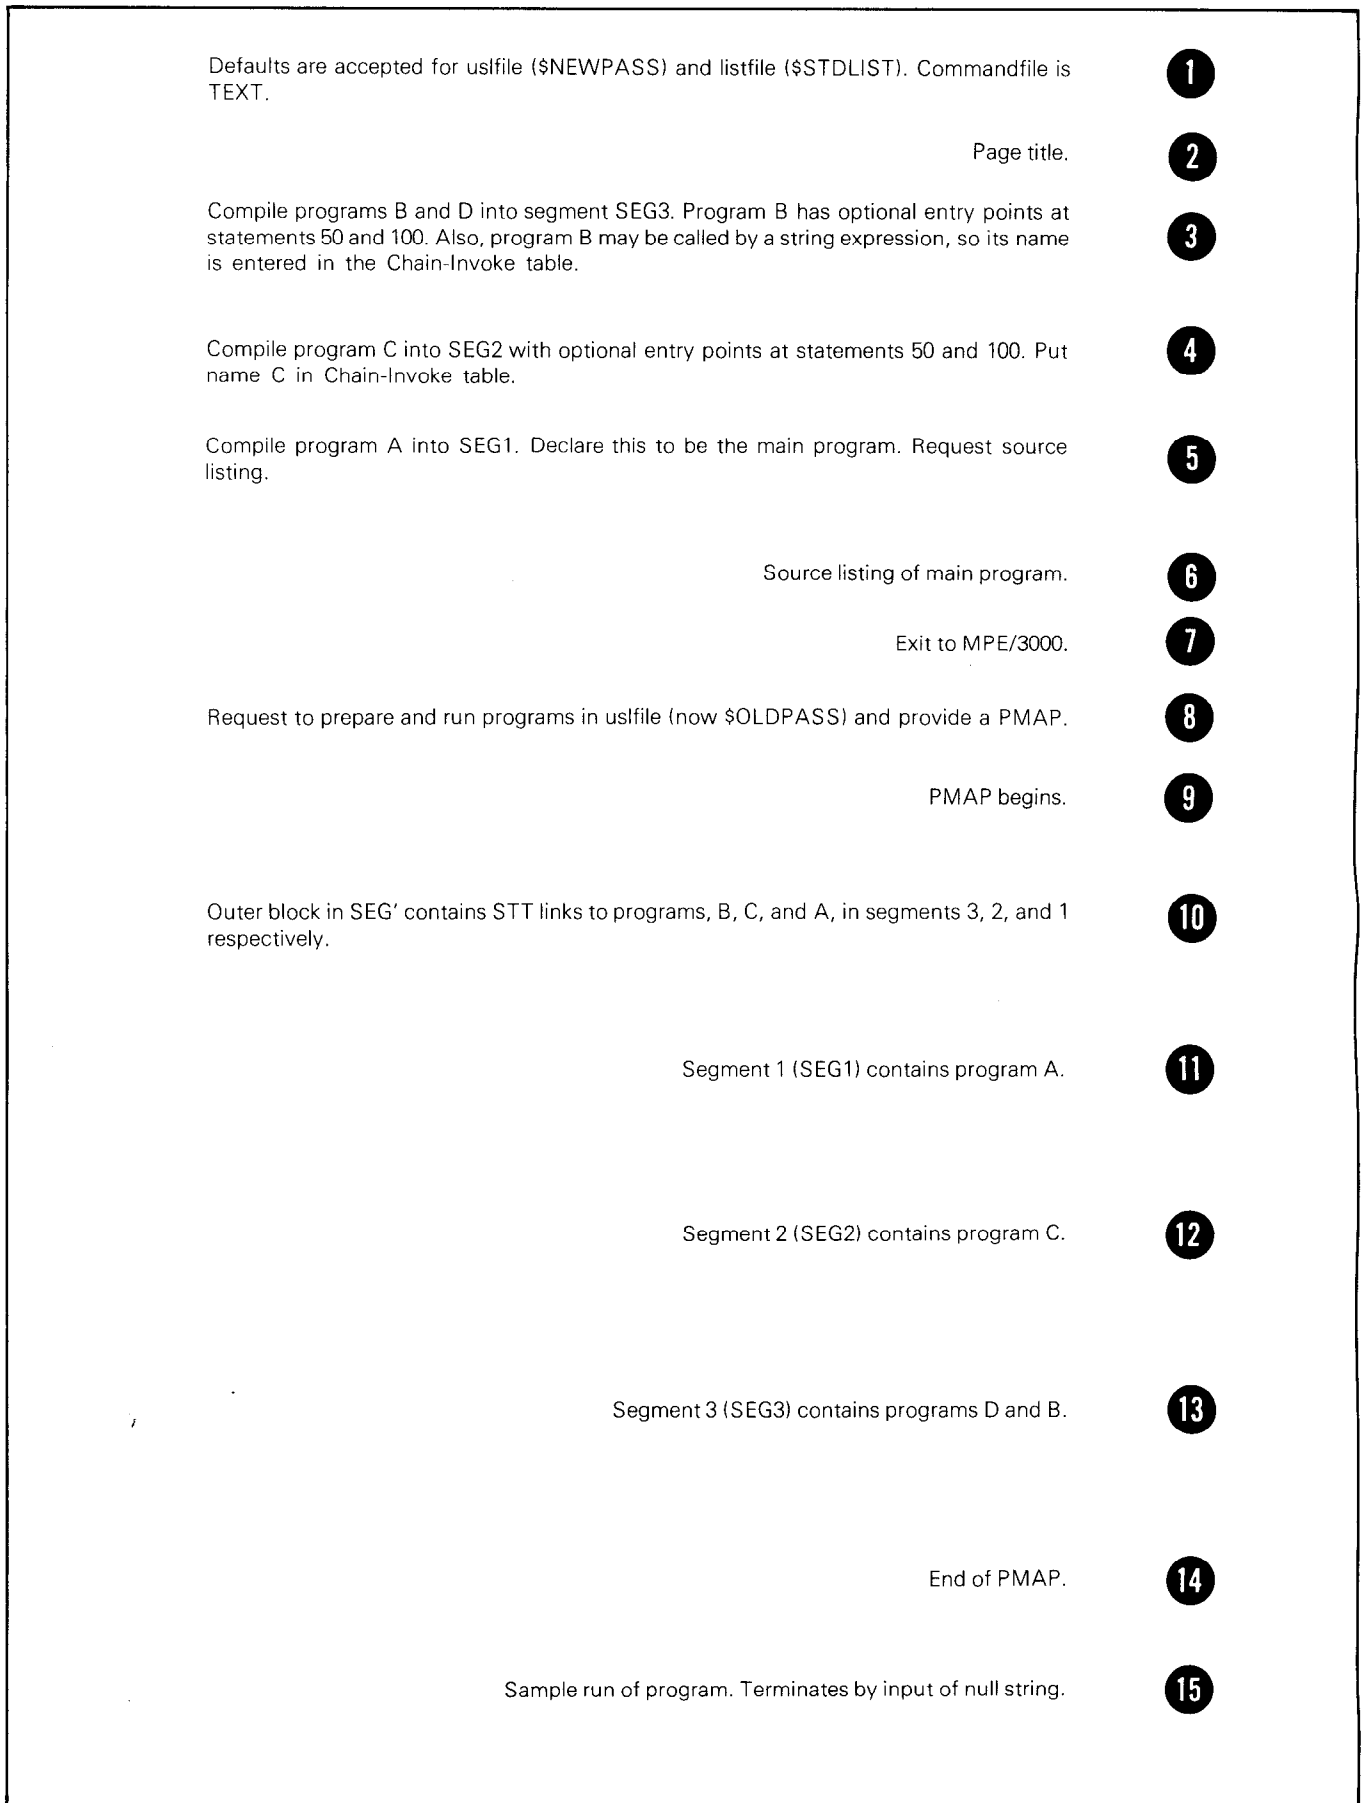 Defaults are accepted for uslfile ($NEWPASS) and listfile ($STDLIST). Commandfile is
TEXT.
1
Page title.
2
Compile programs B and D into segment SEG3. Program B has optional entry points at
statements 50 and 100. Also, program B may be called by a string expression, so its name
is entered in the Chain-Invoke table.
3
Compile program C into SEG2 with optional entry points at statements 50 and 100. Put
name C in Chain-Invoke table.
4
Compile program A into SEG1. Declare this to be the main program. Request source
listing.
5
Source listing of main program.
6
Exit to MPE/3000.
7
Request to prepare and run programs in uslfile (now $OLDPASS) and provide a PMAP.
8
PMAP begins.
9
Outer block in SEG' contains STT links to programs, B, C, and A, in segments 3, 2, and 1
respectively.
10
Segment 1 (SEG1) contains program A.
11
Segment 2 (SEG2) contains program C.
12
Segment 3 (SEG3) contains programs D and B.
13
End of PMAP.
14
Sample run of program. Terminates by input of null string.
15